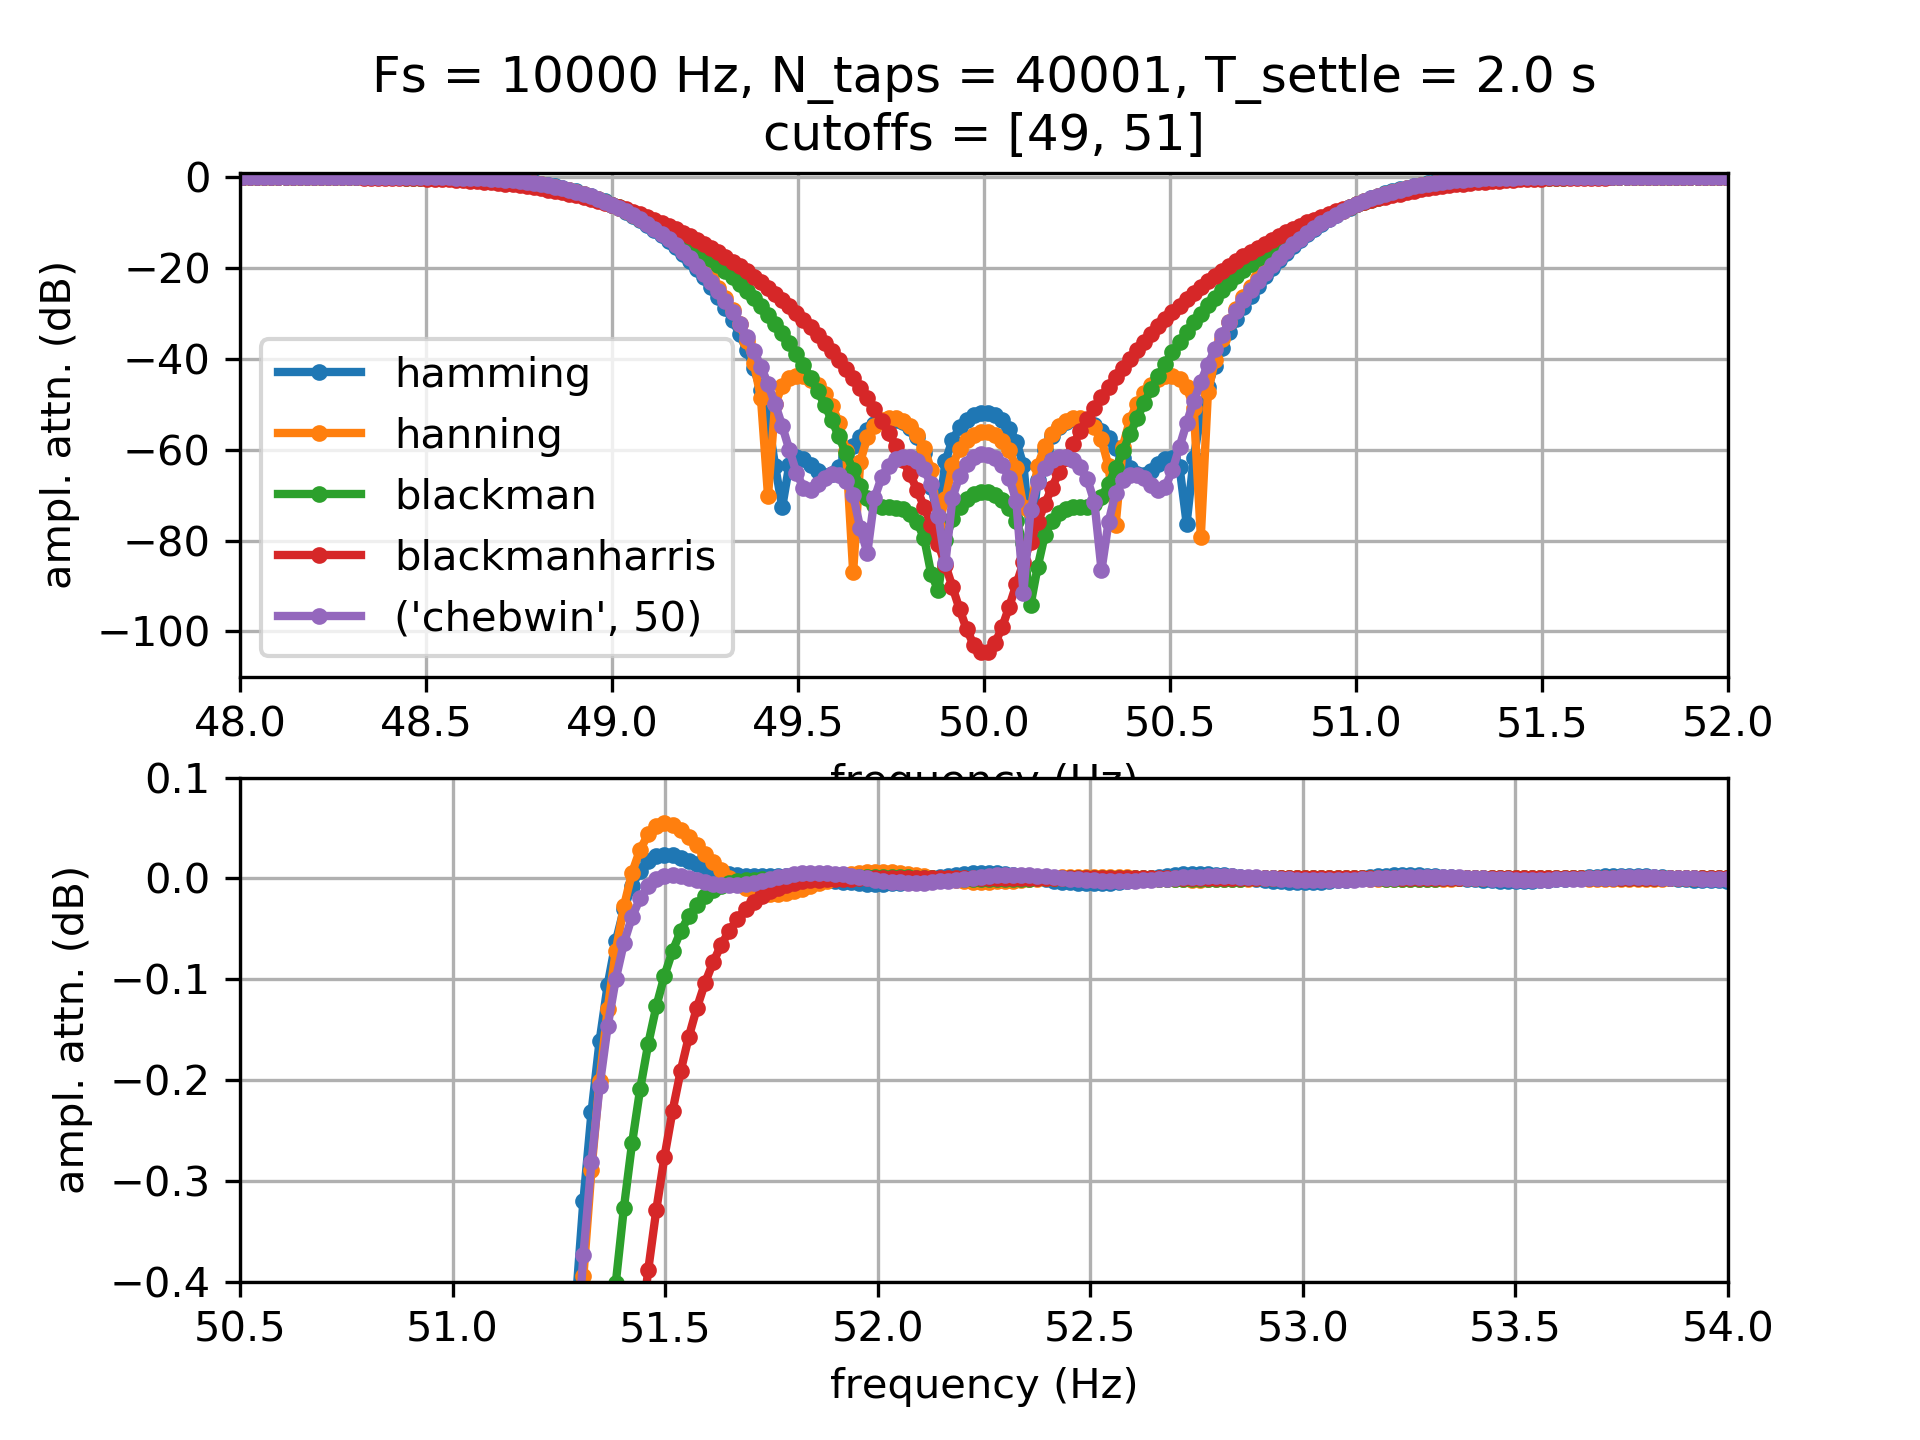 Fs = 10000 Hz, N_taps = 40001, T_settle = 2.0 s
cutoffs = [49, 51]
ampl. attn. (dB)
0
−20
−40
−60
−80
−100
hamming
hanning
blackman
blackmanharris
('chebwin', 50)
48.0 48.5 49.0 49.5 50.0 50.5 51.0 51.5 52.0
frequency (Hz)
ampl. attn. (dB)
0.1
0.0
−0.1
−0.2
−0.3
−0.4
50.5 51.0 51.5 52.0 52.5 53.0 53.5 54.0
frequency (Hz)